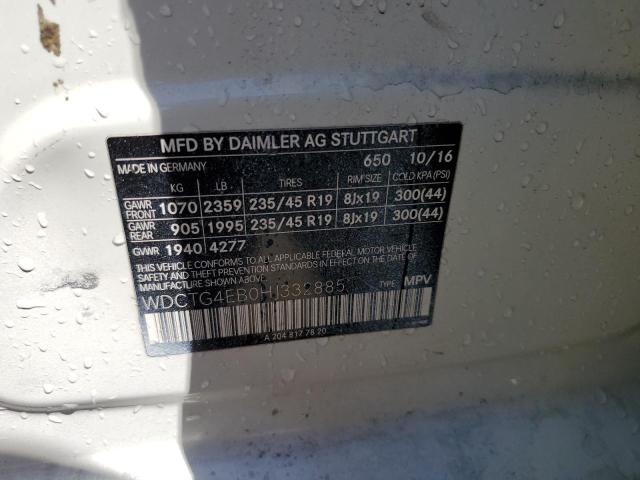 MFD BY DAIMLER AG STUTTGART
MADE IN GERMANY 650 10/16
KG LB TIRES RIM SIZE COLD KPA (PSI)
GAWR FRONT 1070 2359 235/45 R19 8Jx19 300(44)
GAWR REAR 905 1995 235/45 R19 8Jx19 300(44)
GVWR 1940 4277
THIS VEHICLE CONFORMS TO ALL APPLICABLE FEDERAL MOTOR VEHICLE
SAFETY AND THEFT PREVENTION STANDARDS IN EFFECT ON THE DATE
OF MANUFACTURE SHOWN ABOVE.
WDCTG4EB0HJ332885 TYPE: MPV
A 204 817 78 20